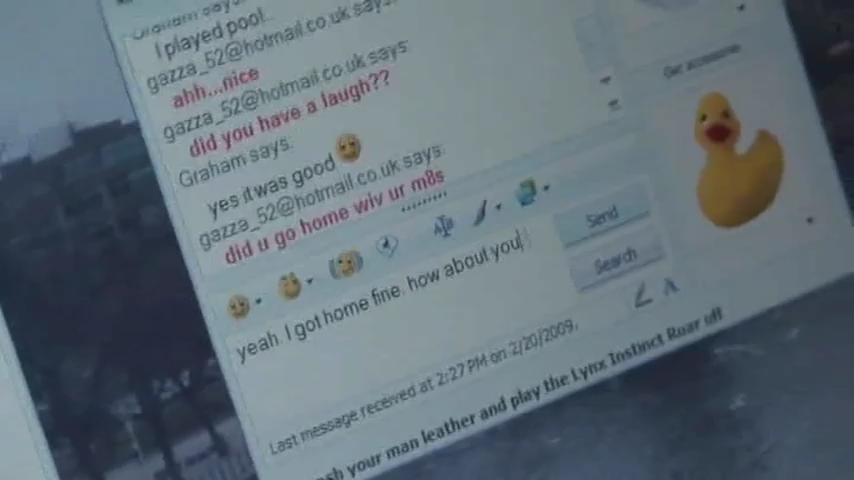 I played pool..
gazza_52@hotmail.co.uk says:
ahh...nice
gazza_52@hotmail.co.uk says:
did you have a laugh??
Graham says:
yes it was good
gazza_52@hotmail.co.uk says:
did u go home wiv ur m8s
Send
Search
yeah. I got home fine. how about you
Last message received at 2:27 PM on 2/20/2009.
your man leather and play the Lynx Instinct Roar off